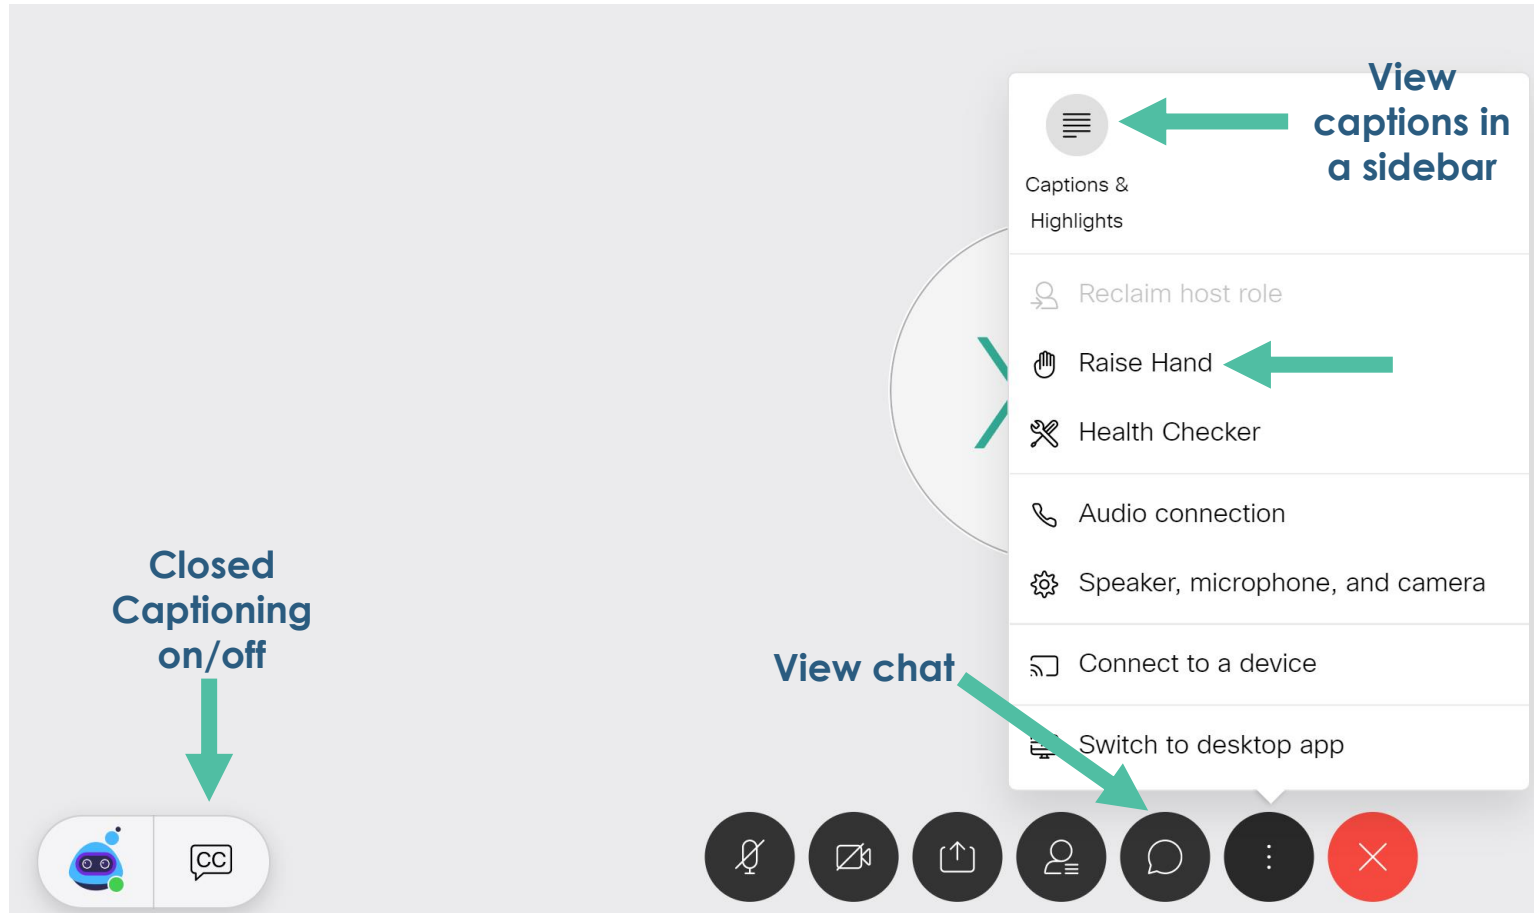 View
captions in
a sidebar
Captions &
Highlights
Reclaim host role
Raise Hand
Health Checker
Audio connection
Speaker, microphone, and camera
Connect to a device
Switch to desktop app
Closed
Captioning
on/off
View chat
CC